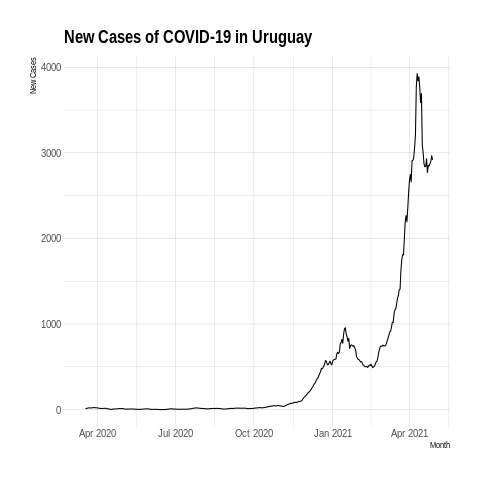 New Cases of COVID-19 in Uruguay
New Cases
4000
3000
2000
1000
0
Apr 2020 Jul 2020 Oct 2020 Jan 2021 Apr 2021
Month